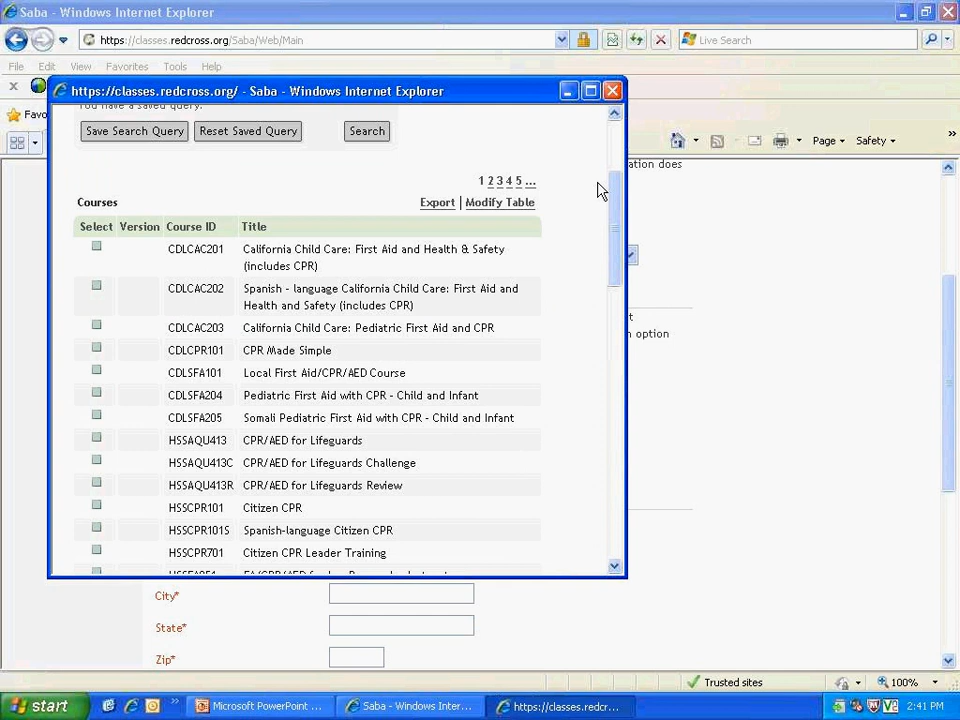 Saba - Windows Internet Explorer
https://classes.redcross.org/Saba/Web/Main
Live Search
File Edit View Favorites Tools Help
https://classes.redcross.org/ - Saba - Windows Internet Explorer
Favo
Page Safety
You have a saved query.
Save Search Query Reset Saved Query Search
ation does
1 2 3 4 5 ...
Courses Export | Modify Table
Select Version Course ID Title
CDLCAC201 California Child Care: First Aid and Health & Safety
(includes CPR)
CDLCAC202 Spanish - language California Child Care: First Aid and
Health and Safety (includes CPR)
t
CDLCAC203 California Child Care: Pediatric First Aid and CPR
n option
CDLCPR101 CPR Made Simple
CDLSFA101 Local First Aid/CPR/AED Course
CDLSFA204 Pediatric First Aid with CPR - Child and Infant
CDLSFA205 Somali Pediatric First Aid with CPR - Child and Infant
HSSAQU413 CPR/AED for Lifeguards
HSSAQU413C CPR/AED for Lifeguards Challenge
HSSAQU413R CPR/AED for Lifeguards Review
HSSCPR101 Citizen CPR
HSSCPR101S Spanish-language Citizen CPR
HSSCPR701 Citizen CPR Leader Training
City*
State*
Zip*
Trusted sites 100%
start Microsoft PowerPoint ... Saba - Windows Inter... https://classes.redcr... 2:41 PM